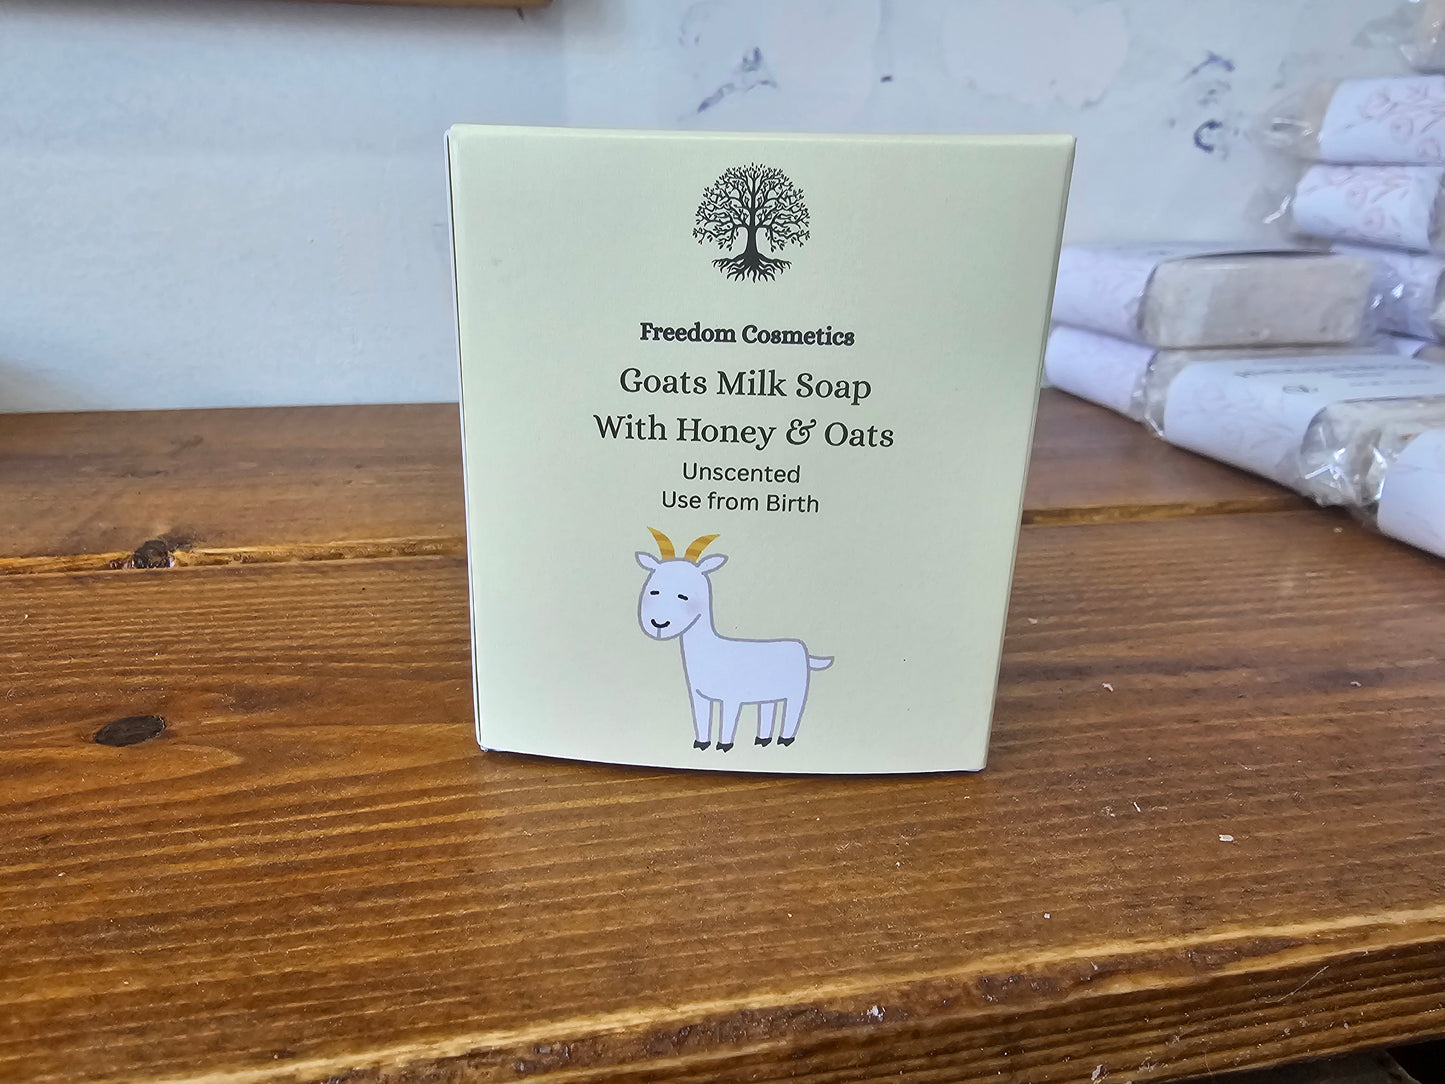 Freedom Cosmetics
Goats Milk Soap
With Honey & Oats
Unscented
Use from Birth